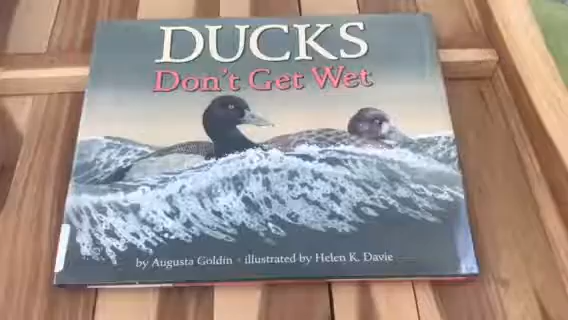 DUCKS
Don't Get Wet
by Augusta Goldin • illustrated by Helen K. Davie